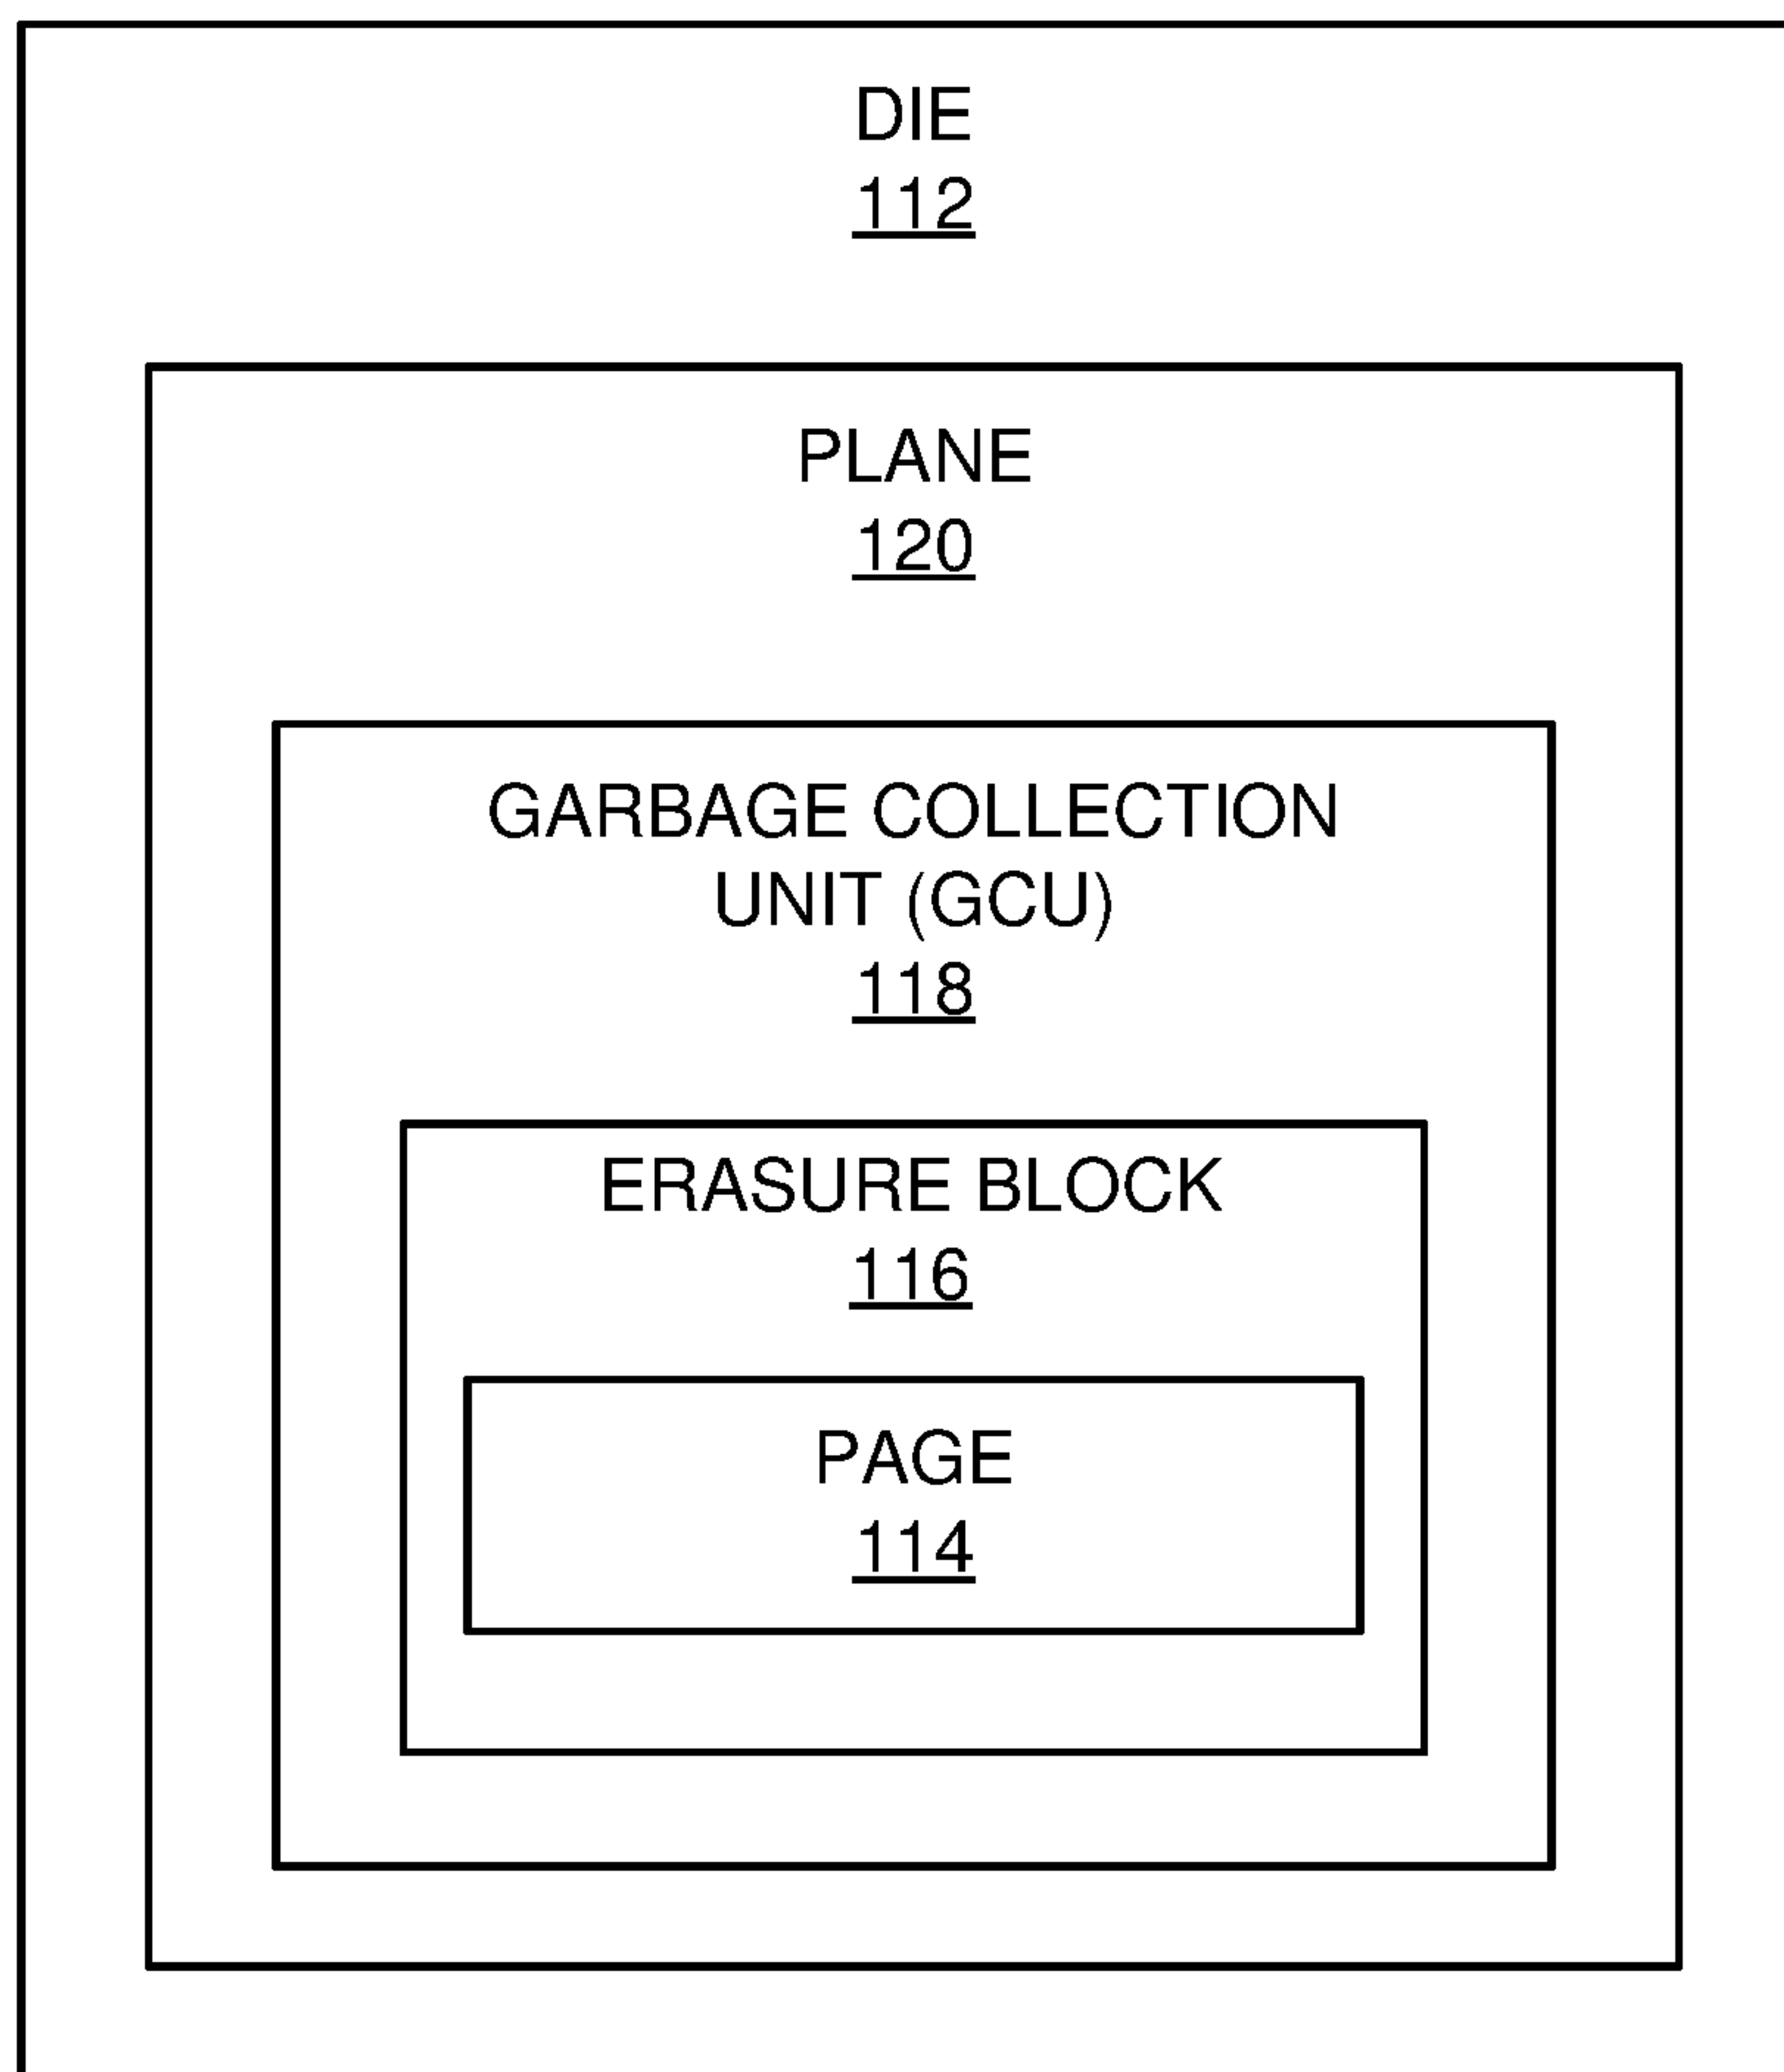 DIE
112
PLANE
120
GARBAGE COLLECTION
UNIT (GCU)
118
ERASURE BLOCK
116
PAGE
114